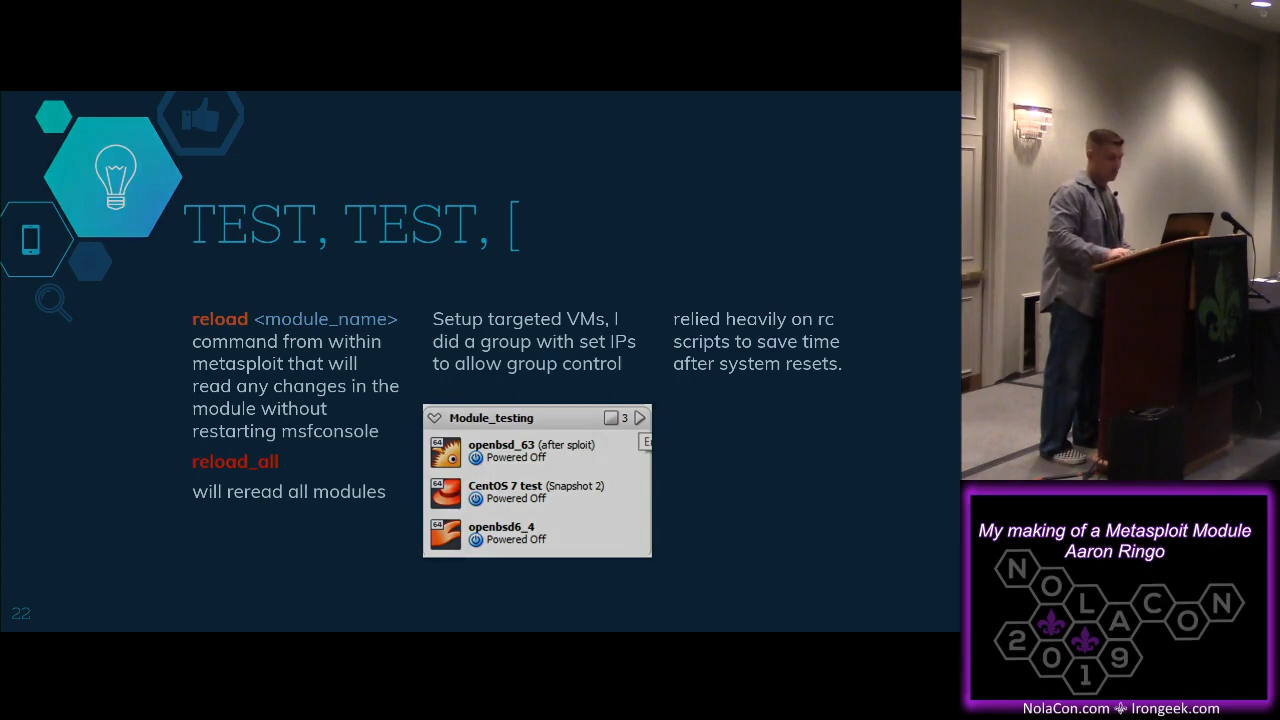 TEST, TEST, [
reload <module_name>
command from within
metasploit that will
read any changes in the
module without
restarting msfconsole
reload_all
will reread all modules
Setup targeted VMs, I
did a group with set IPs
to allow group control
Module_testing 3
64 openbsd_63 (after sploit)
Powered Off
64 CentOS 7 test (Snapshot 2)
Powered Off
64 openbsd6_4
Powered Off
relied heavily on rc
scripts to save time
after system resets.
22
My making of a Metasploit Module
Aaron Ringo
NOLACON
2019
NolaCon.com Irongeek.com